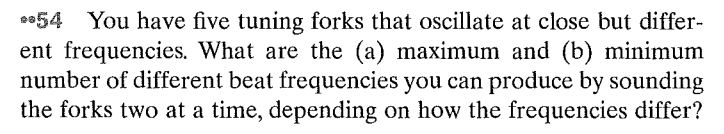 ••54 You have five tuning forks that oscillate at close but differ-
ent frequencies. What are the (a) maximum and (b) minimum
number of different beat frequencies you can produce by sounding
the forks two at a time, depending on how the frequencies differ?